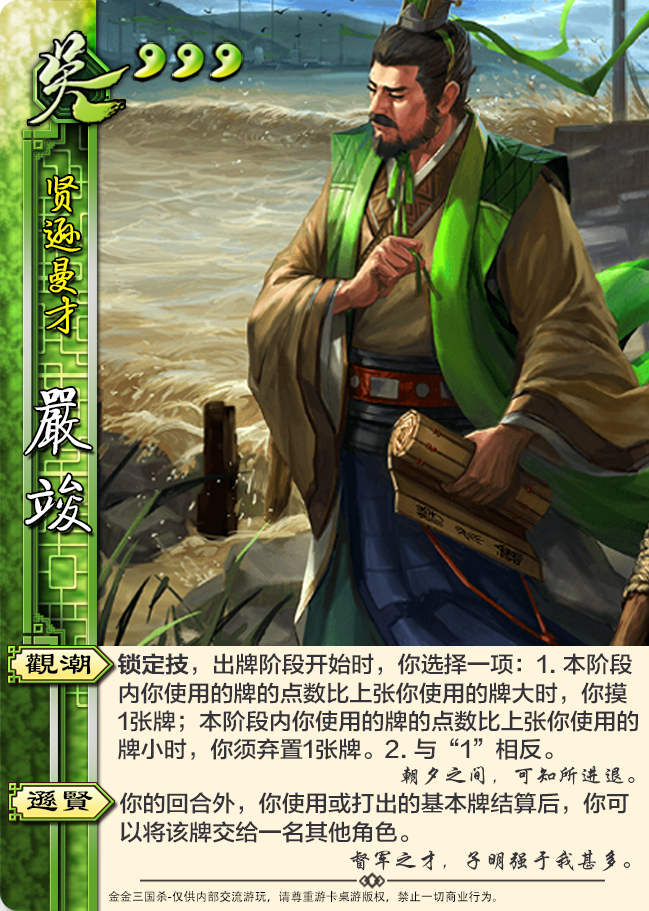 吴
贤逊曼才
嚴竣
觀潮
锁定技，出牌阶段开始时，你选择一项：1. 本阶段
内你使用的牌的点数比上张你使用的牌大时，你摸
1张牌；本阶段内你使用的牌的点数比上张你使用的
牌小时，你须弃置1张牌。2. 与“1”相反。
朝夕之间，可知所进退。
遜賢
你的回合外，你使用或打出的基本牌结算后，你可
以将该牌交给一名其他角色。
督军之才，子明强于我甚多。
金金三国杀-仅供内部交流游玩，请尊重游卡桌游版权，禁止一切商业行为。